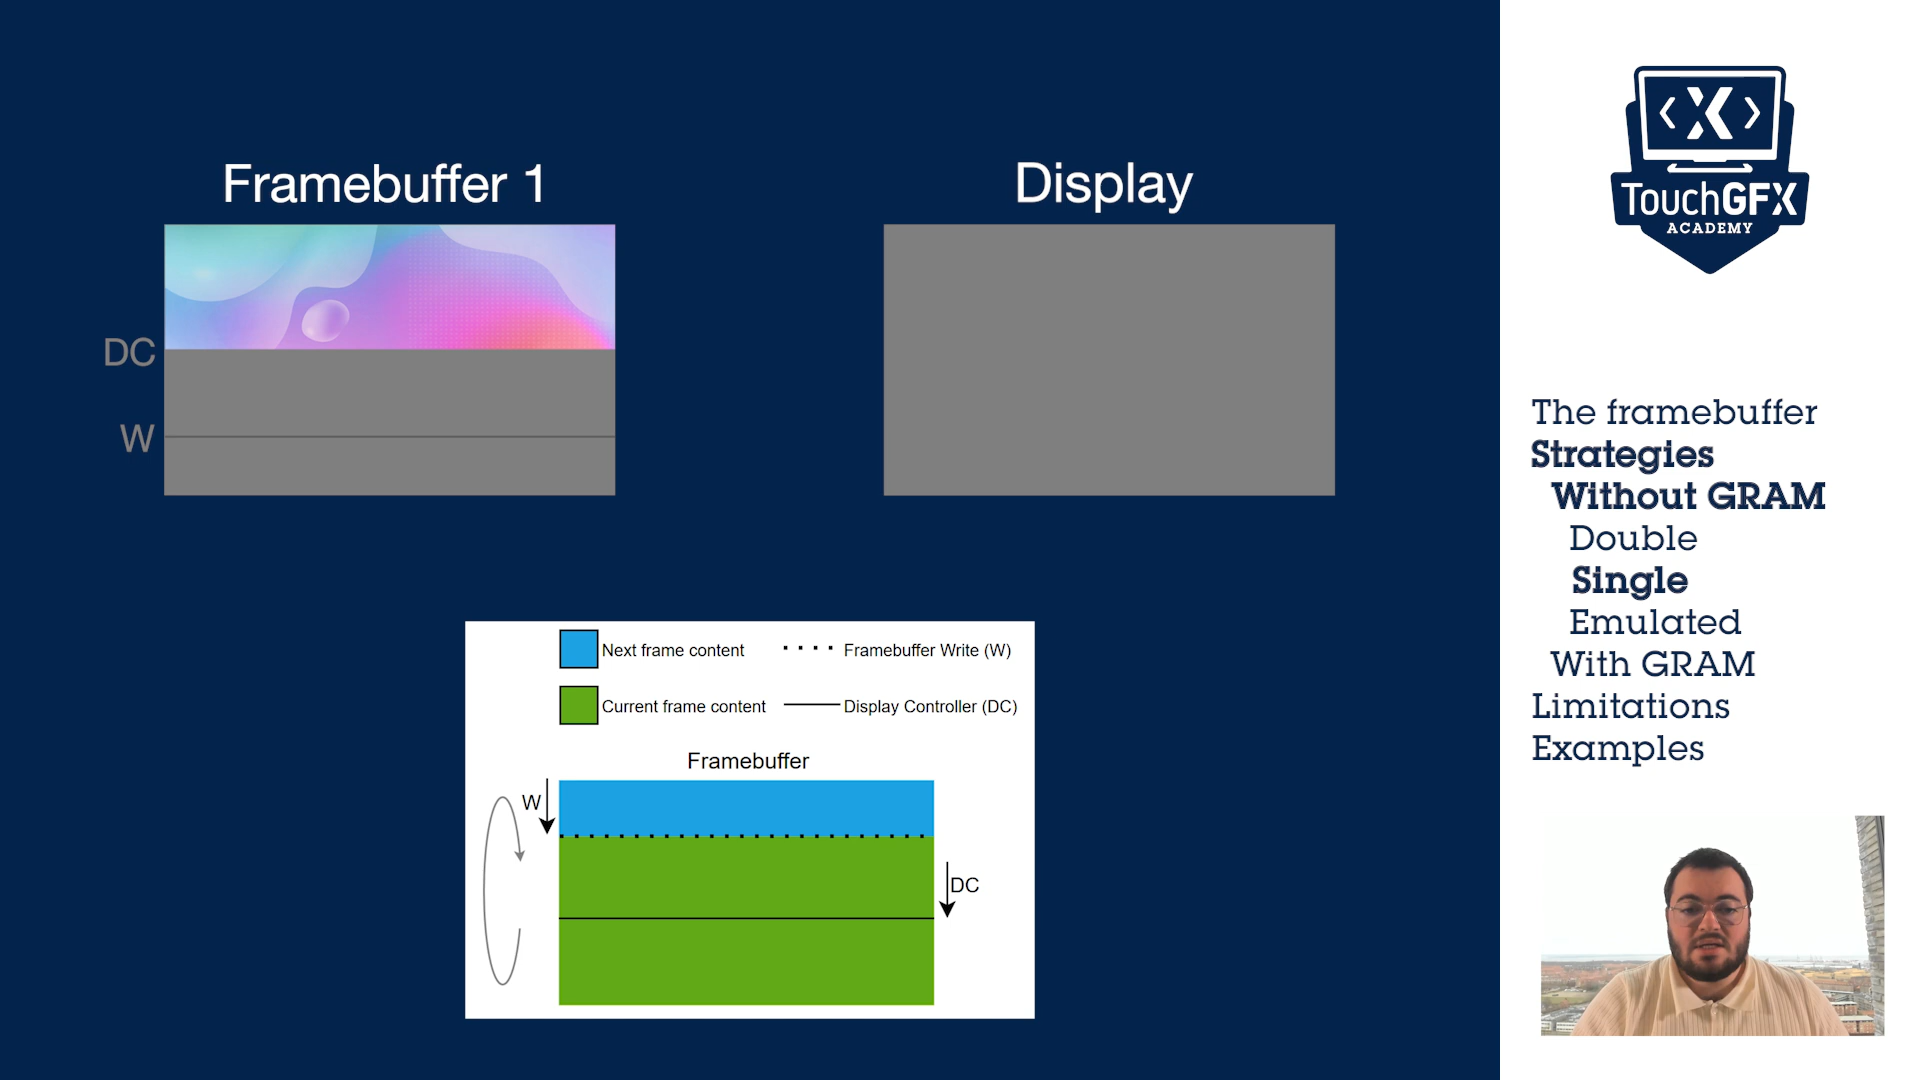 Framebuffer 1
Display
DC
W
Next frame content
Framebuffer Write (W)
Current frame content
Display Controller (DC)
Framebuffer
W
DC
TouchGFX
ACADEMY
The framebuffer
Strategies
Without GRAM
Double
Single
Emulated
With GRAM
Limitations
Examples